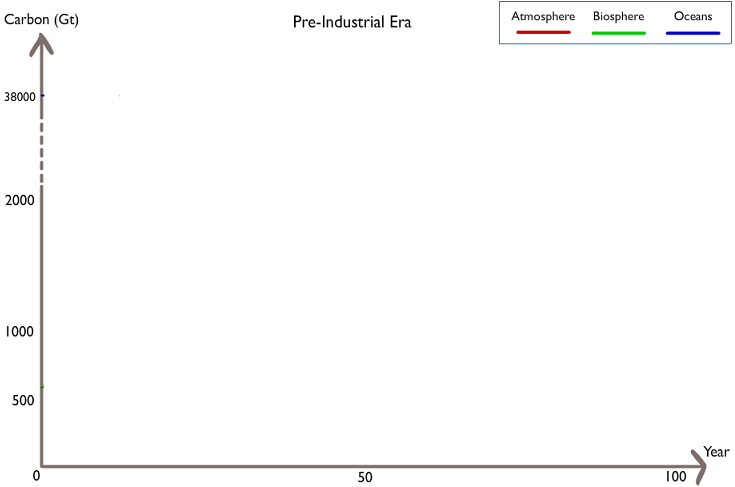 Carbon (Gt)
Pre-Industrial Era
Atmosphere Biosphere Oceans
38000
2000
1000
500
Year
0 50 100